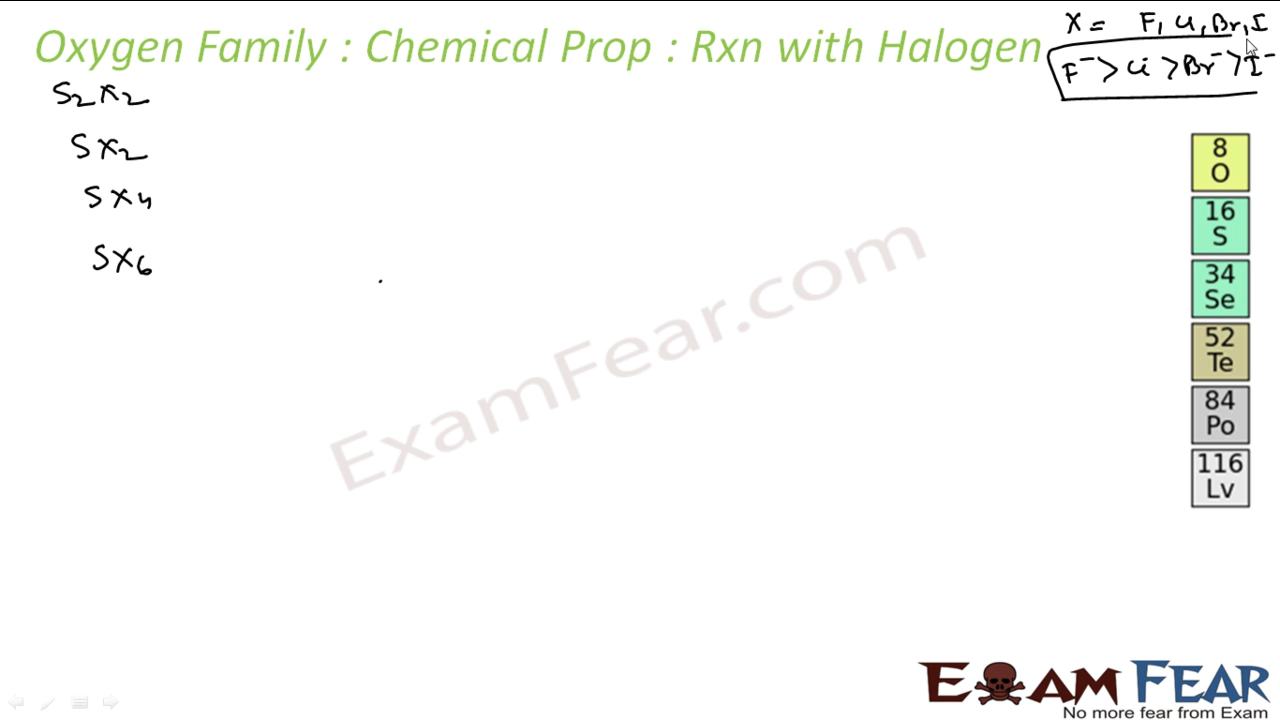 Oxygen Family : Chemical Prop : Rxn with Halogen
X = F, Cl, Br, I
F⁻ > Cl⁻ > Br⁻ > I⁻
S₂X₂
SX₂
SX₄
SX₆
8
O
16
S
34
Se
52
Te
84
Po
116
Lv
ExamFear.com
EXAM FEAR
No more fear from Exam